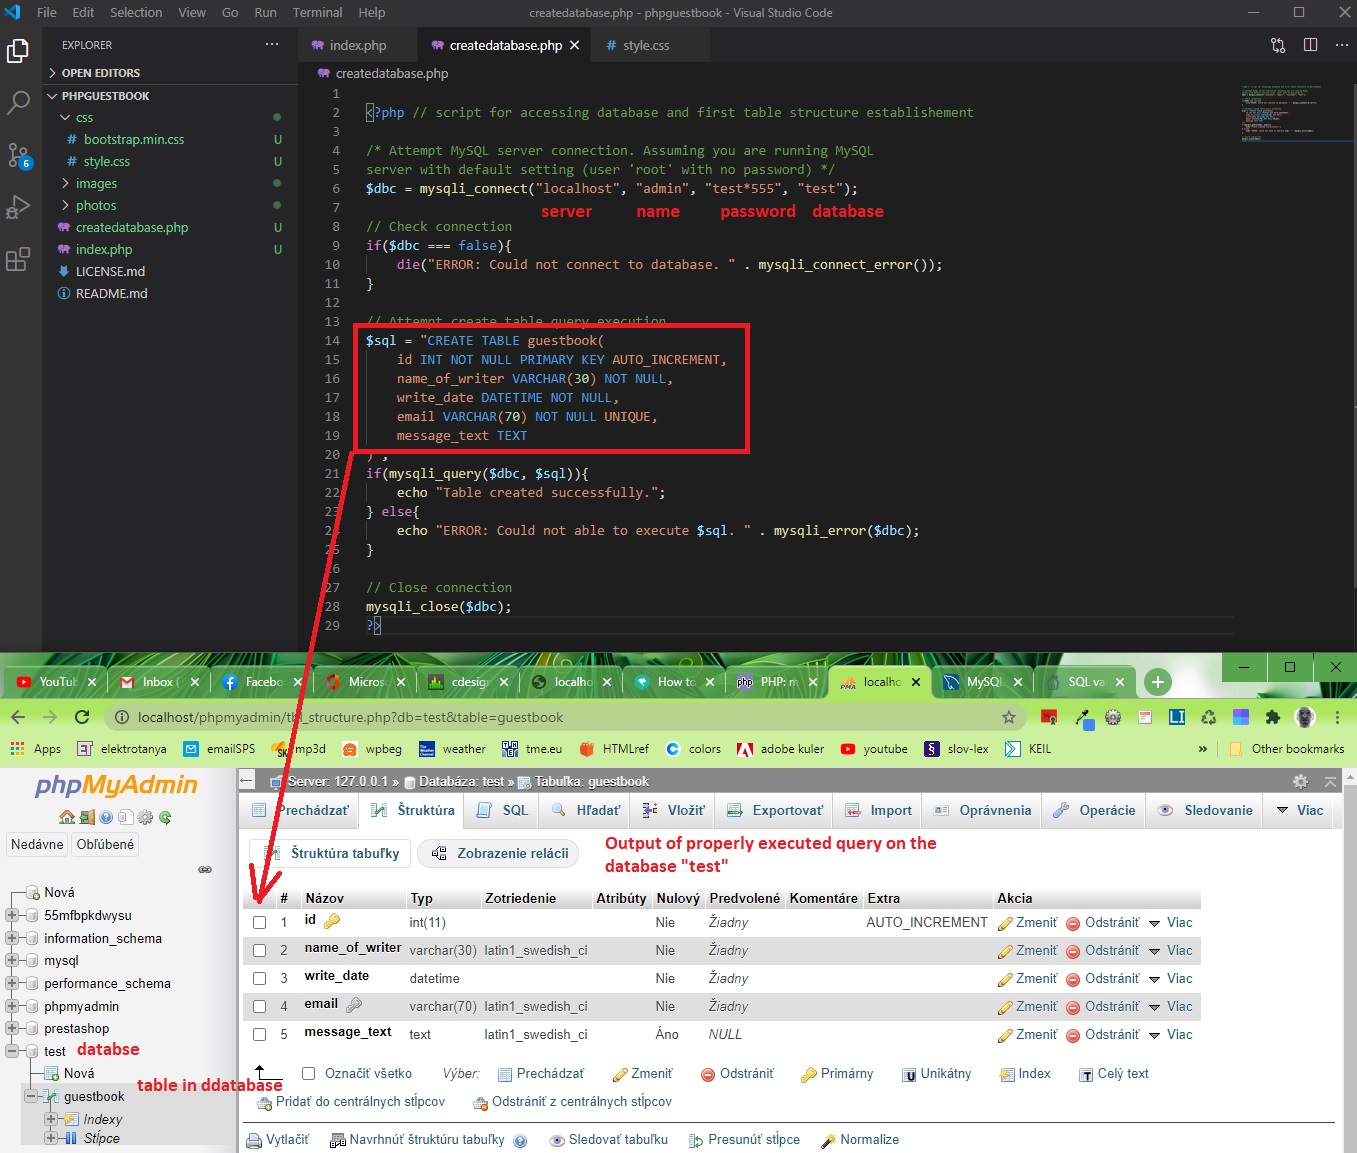 File Edit Selection View Go Run Terminal Help
createdatabase.php - phpguestbook - Visual Studio Code
EXPLORER
OPEN EDITORS
PHPGUESTBOOK
css
bootstrap.min.css U
style.css U
images
photos
createdatabase.php U
index.php U
LICENSE.md
README.md
6
index.php createdatabase.php style.css
createdatabase.php
1
2 <?php // script for accessing database and first table structure establishement
3
4 /* Attempt MySQL server connection. Assuming you are running MySQL
5 server with default setting (user 'root' with no password) */
6 $dbc = mysqli_connect("localhost", "admin", "test*555", "test");
7
server name password database
8 // Check connection
9 if($dbc === false){
10 die("ERROR: Could not connect to database. " . mysqli_connect_error());
11 }
12
13 // Attempt create table query execution
14 $sql = "CREATE TABLE guestbook(
15 id INT NOT NULL PRIMARY KEY AUTO_INCREMENT,
16 name_of_writer VARCHAR(30) NOT NULL,
17 write_date DATETIME NOT NULL,
18 email VARCHAR(70) NOT NULL UNIQUE,
19 message_text TEXT
20 )";
21 if(mysqli_query($dbc, $sql)){
22 echo "Table created successfully.";
23 } else{
24 echo "ERROR: Could not able to execute $sql. " . mysqli_error($dbc);
25 }
26
27 // Close connection
28 mysqli_close($dbc);
29 ?>
YouTub Inbox ( Facebo Micros cdesig localho How to PHP: m localho MySQL SQL va
localhost/phpmyadmin/tbl_structure.php?db=test&table=guestbook
Apps elektrotanya emailSPS mp3d wpbeg weather tme.eu HTMLref colors adobe kuler youtube slov-lex KEIL » Other bookmarks
phpMyAdmin
Nedávne Obľúbené
Nová
55mfbpkdwysu
information_schema
mysql
performance_schema
phpmyadmin
prestashop
test databse
Nová
table in ddatabase
guestbook
Indexy
Stĺpce
Server: 127.0.0.1 » Databáza: test » Tabuľka: guestbook
Prechádzať Štruktúra SQL Hľadať Vložiť Exportovať Import Oprávnenia Operácie Sledovanie Viac
Štruktúra tabuľky Zobrazenie relácií
Output of properly executed query on the
database "test"
# Názov Typ Zotriedenie Atribúty Nulový Predvolené Komentáre Extra Akcia
1 id int(11) Nie Žiadny AUTO_INCREMENT Zmeniť Odstrániť Viac
2 name_of_writer varchar(30) latin1_swedish_ci Nie Žiadny Zmeniť Odstrániť Viac
3 write_date datetime Nie Žiadny Zmeniť Odstrániť Viac
4 email varchar(70) latin1_swedish_ci Nie Žiadny Zmeniť Odstrániť Viac
5 message_text text latin1_swedish_ci Áno NULL Zmeniť Odstrániť Viac
Označiť všetko Výber: Prechádzať Zmeniť Odstrániť Primárny Unikátny Index Celý text
Pridať do centrálnych stĺpcov Odstrániť z centrálnych stĺpcov
Vytlačiť Navrhnúť štruktúru tabuľky Sledovať tabuľku Presunúť stĺpce Normalize